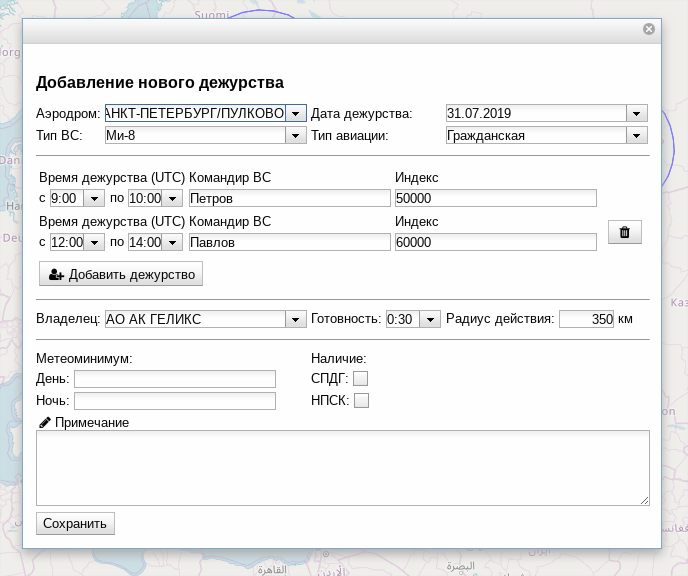 Suomi
Добавление нового дежурства
Аэродром: АНКТ-ПЕТЕРБУРГ/ПУЛКОВО Дата дежурства: 31.07.2019
Тип ВС: Ми-8 Тип авиации: Гражданская
Время дежурства (UTC) Командир ВС Индекс
с 9:00 по 10:00 Петров 50000
Время дежурства (UTC) Командир ВС Индекс
с 12:00 по 14:00 Павлов 60000
Добавить дежурство
Владелец: АО АК ГЕЛИКС Готовность: 0:30 Радиус действия: 350 км
Метеоминимум: Наличие:
День: СПДГ:
Ночь: НПСК:
Примечание
Сохранить
القاهرة
الأردن
البصرة